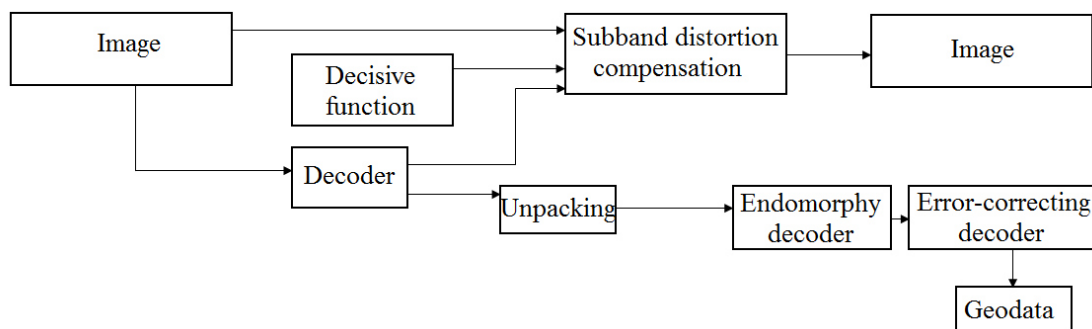 Image
Subband distortion
compensation
Image
Decisive
function
Decoder
Unpacking
Endomorphy
decoder
Error-correcting
decoder
Geodata